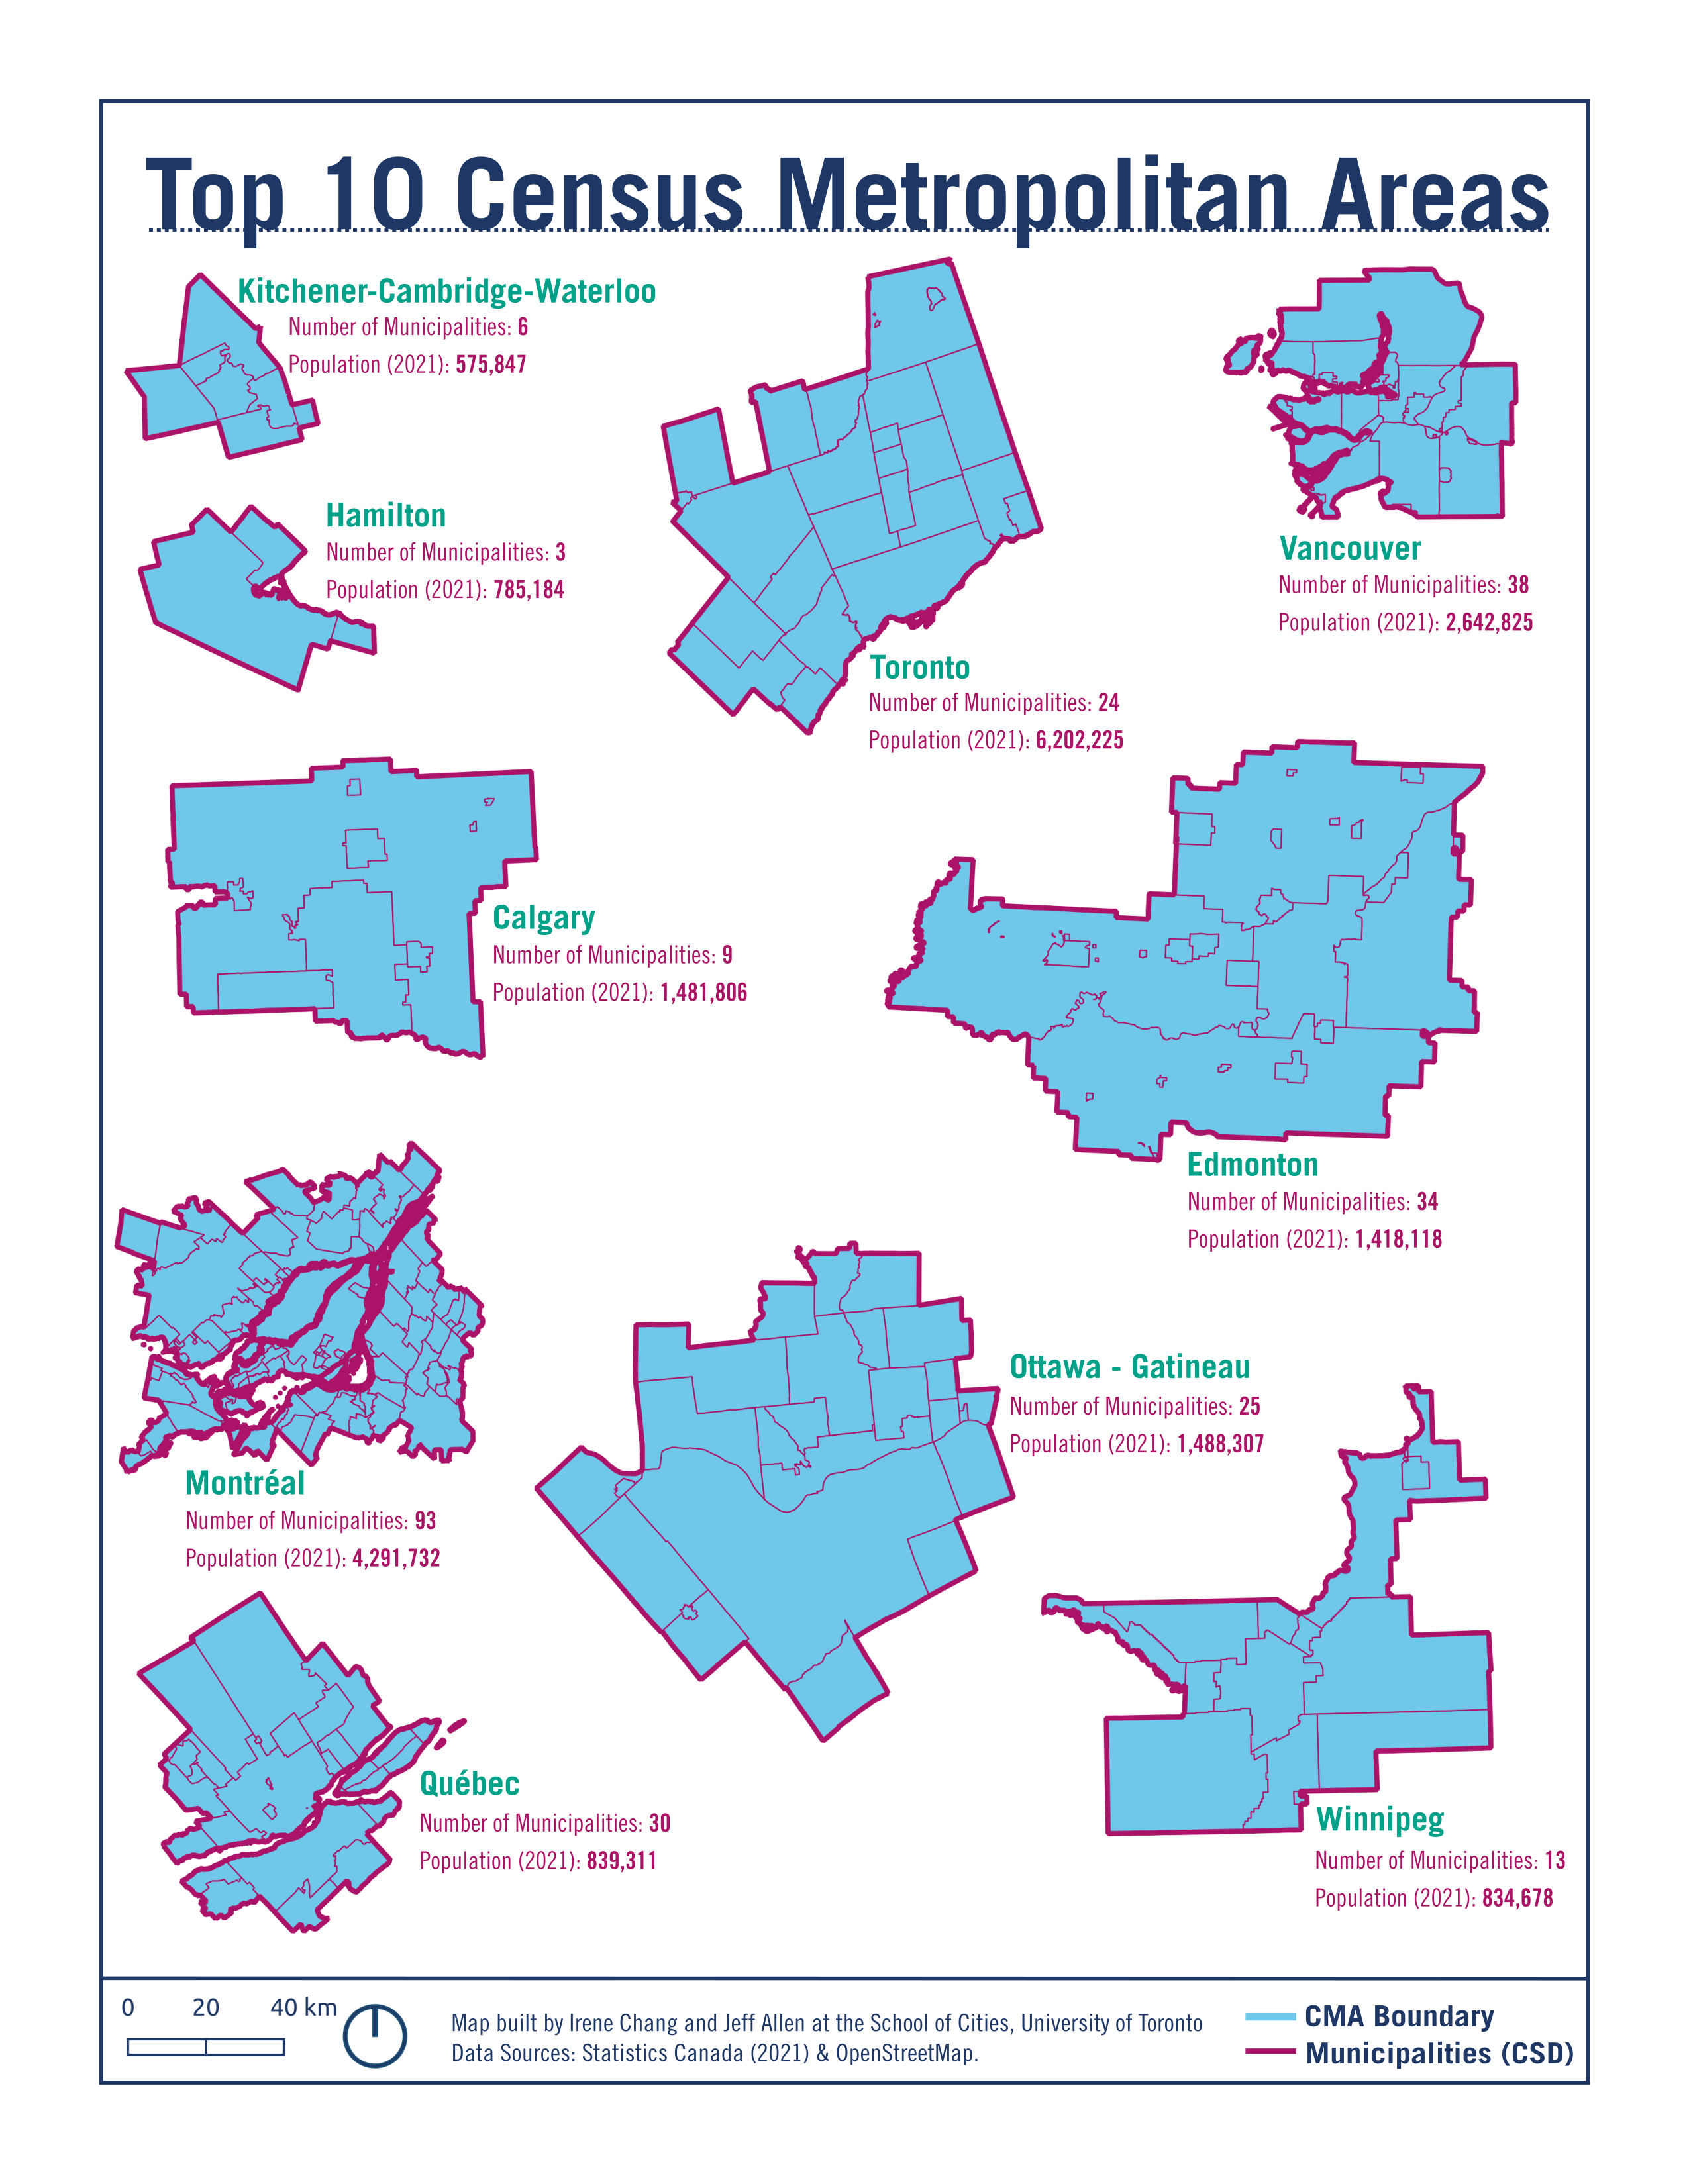 Top 10 Census Metropolitan Areas
Kitchener-Cambridge-Waterloo
Number of Municipalities: 6
Population (2021): 575,847
Hamilton
Number of Municipalities: 3
Population (2021): 785,184
Toronto
Number of Municipalities: 24
Population (2021): 6,202,225
Vancouver
Number of Municipalities: 38
Population (2021): 2,642,825
Calgary
Number of Municipalities: 9
Population (2021): 1,481,806
Edmonton
Number of Municipalities: 34
Population (2021): 1,418,118
Montréal
Number of Municipalities: 93
Population (2021): 4,291,732
Ottawa - Gatineau
Number of Municipalities: 25
Population (2021): 1,488,307
Québec
Number of Municipalities: 30
Population (2021): 839,311
Winnipeg
Number of Municipalities: 13
Population (2021): 834,678
0 20 40 km
Map built by Irene Chang and Jeff Allen at the School of Cities, University of Toronto
Data Sources: Statistics Canada (2021) & OpenStreetMap.
CMA Boundary
Municipalities (CSD)